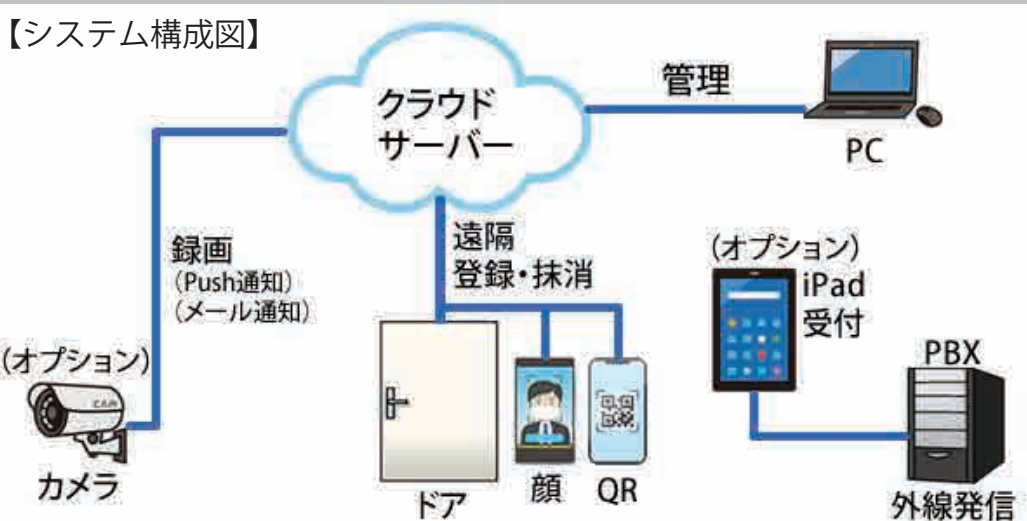 【システム構成図】
クラウド
サーバー
管理
PC
録画
(Push通知)
(メール通知)
遠隔
登録・抹消
(オプション)
iPad
受付
PBX
(オプション)
CAM
カメラ
ドア
顔
QR
外線発信